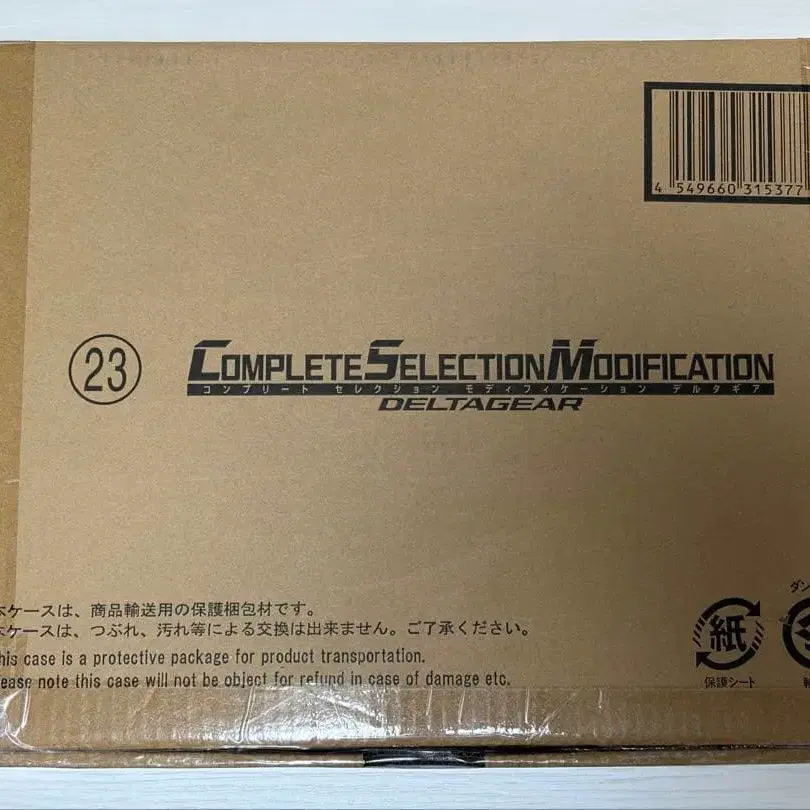 4 549660 315377
23
COMPLETE SELECTION MODIFICATION
コンプリート セレクション モディフィケーション デルタギア
DELTAGEAR
本ケースは、商品輸送用の保護梱包材です。
本ケースは、つぶれ、汚れ等による交換は出来ません。ご了承ください。
his case is a protective package for product transportation.
ease note this case will not be object for refund in case of damage etc.
紙
保護シート
ダン